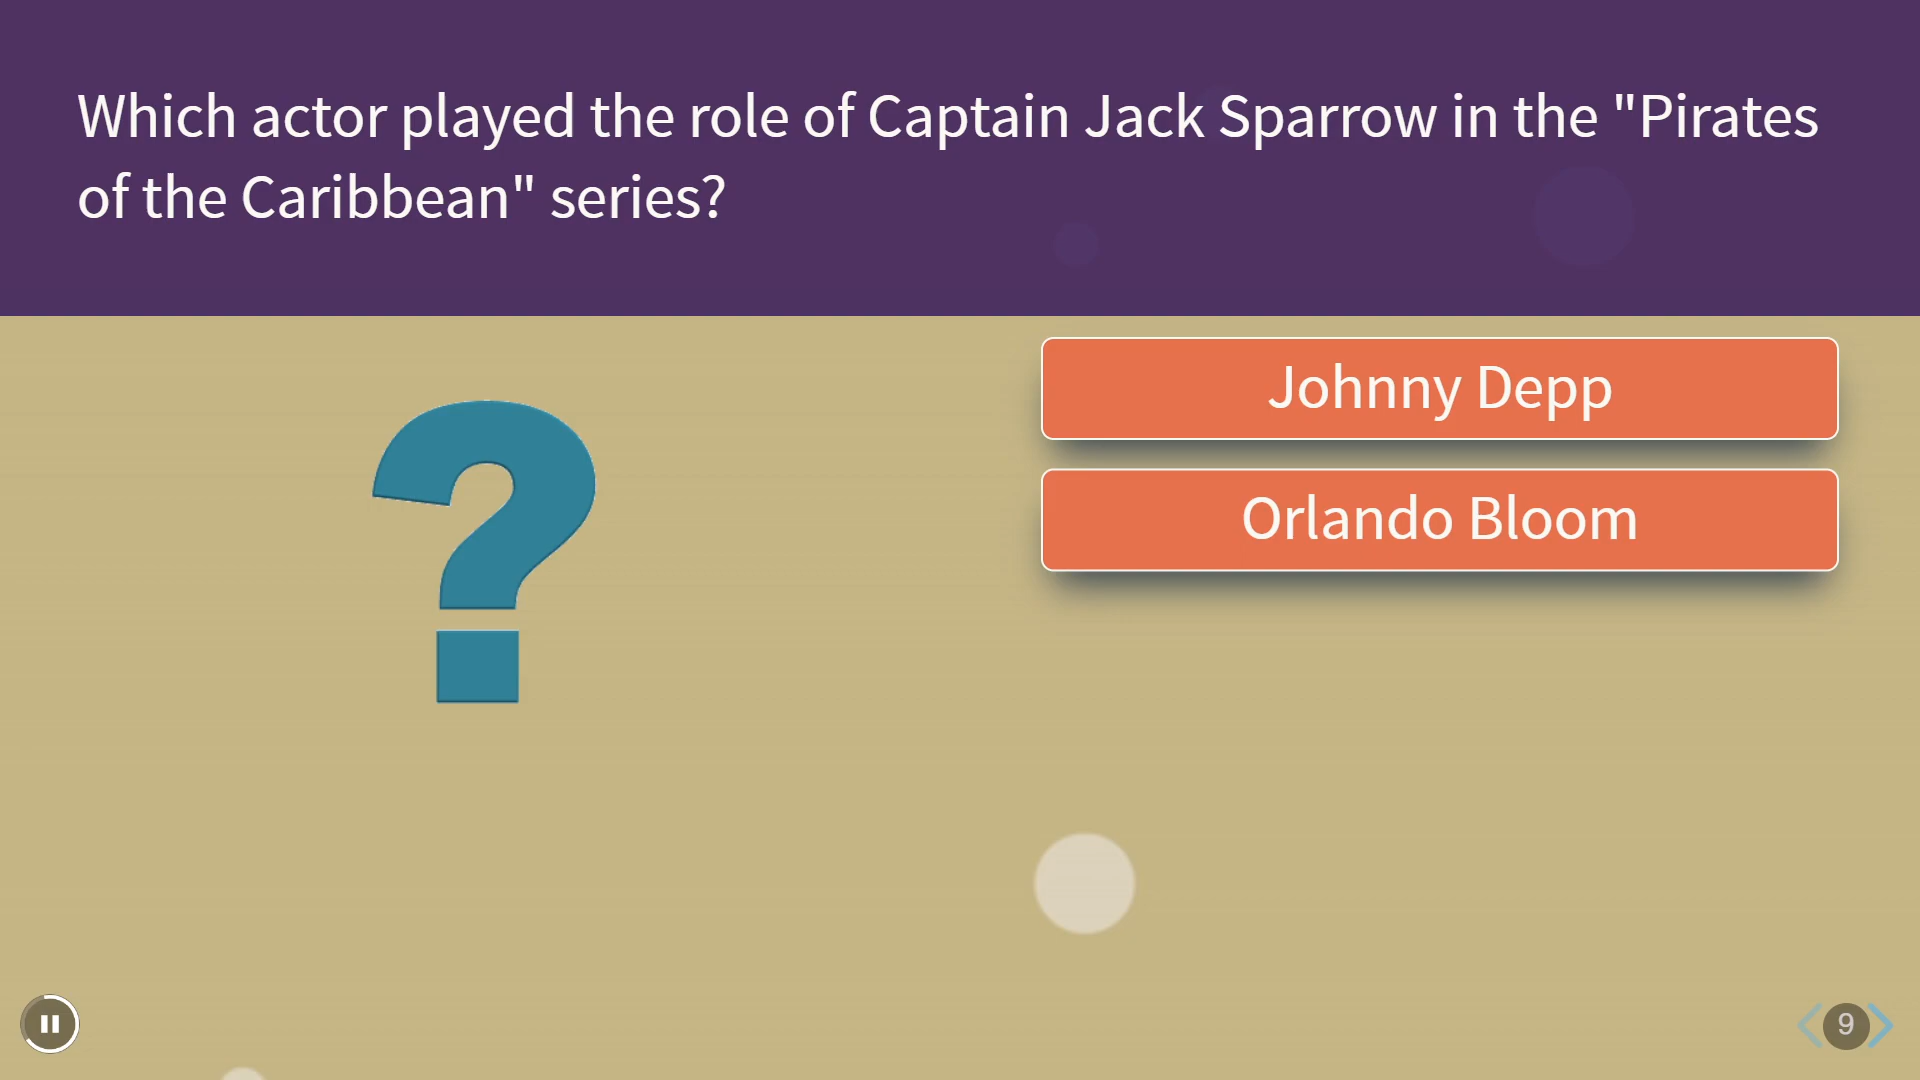 Which actor played the role of Captain Jack Sparrow in the "Pirates
of the Caribbean" series?
Johnny Depp
Orlando Bloom
?
9